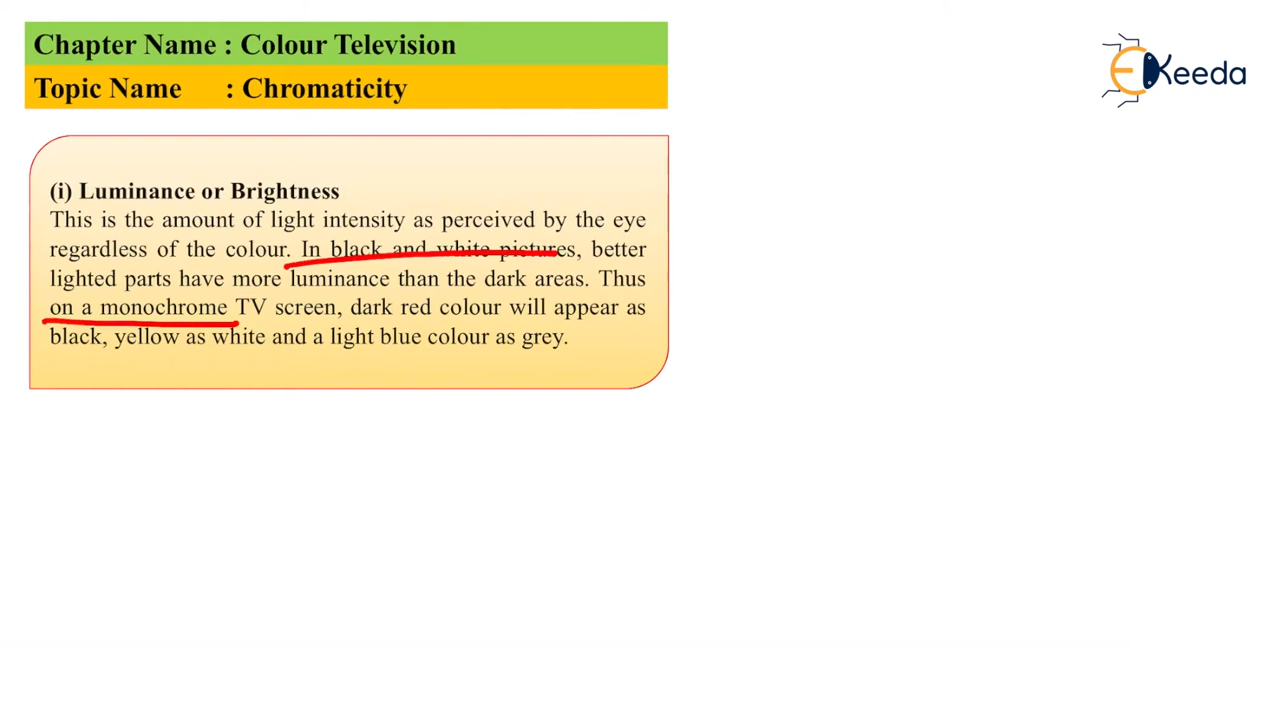 Chapter Name : Colour Television
Topic Name : Chromaticity
EKeeda
(i) Luminance or Brightness
This is the amount of light intensity as perceived by the eye
regardless of the colour. In black and white pictures, better
lighted parts have more luminance than the dark areas. Thus
on a monochrome TV screen, dark red colour will appear as
black, yellow as white and a light blue colour as grey.